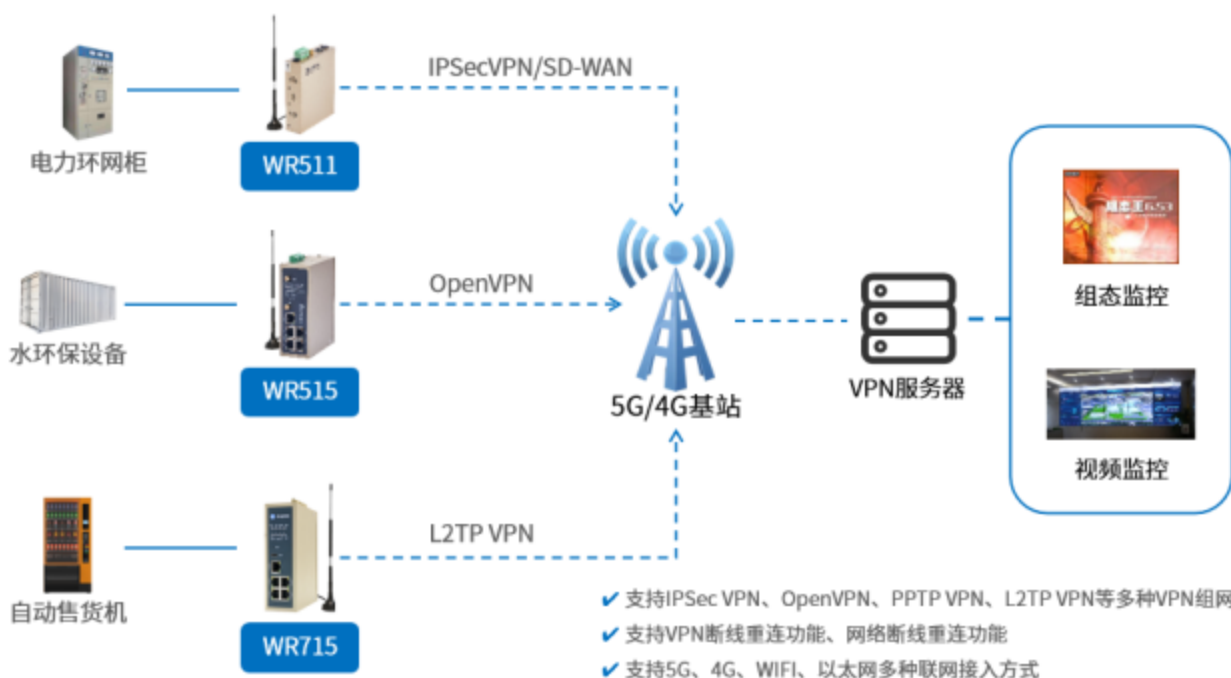 IPSecVPN/SD-WAN
电力环网柜
WR511
OpenVPN
水环保设备
WR515
L2TP VPN
自动售货机
WR715
5G/4G基站
VPN服务器
组态王6.53
组态监控
视频监控
✔ 支持IPSec VPN、OpenVPN、PPTP VPN、L2TP VPN等多种VPN组网
✔ 支持VPN断线重连功能、网络断线重连功能
✔ 支持5G、4G、WIFI、以太网多种联网接入方式